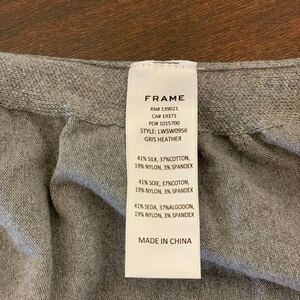 FRAME
RN# 139021
CA# 19371
PO# 1015700
STYLE: LWSW0956
GRIS HEATHER
41% SILK, 37%COTTON,
19% NYLON, 3% SPANDEX
41% SOIE, 37%COTON,
19% NYLON, 3% SPANDEX
41% SEDA, 37%ALGODON,
19% NYLON, 3% SPANDEX
MADE IN CHINA